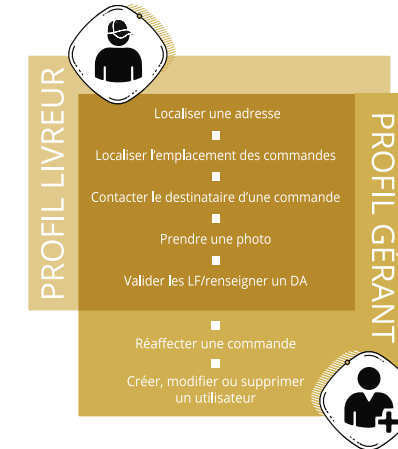 PROFIL LIVREUR
Localiser une adresse
Localiser l'emplacement des commandes
Contacter le destinataire d'une commande
Prendre une photo
Valider les LF/renseigner un DA
PROFIL GÉRANT
Réaffecter une commande
Créer, modifier ou supprimer
un utilisateur